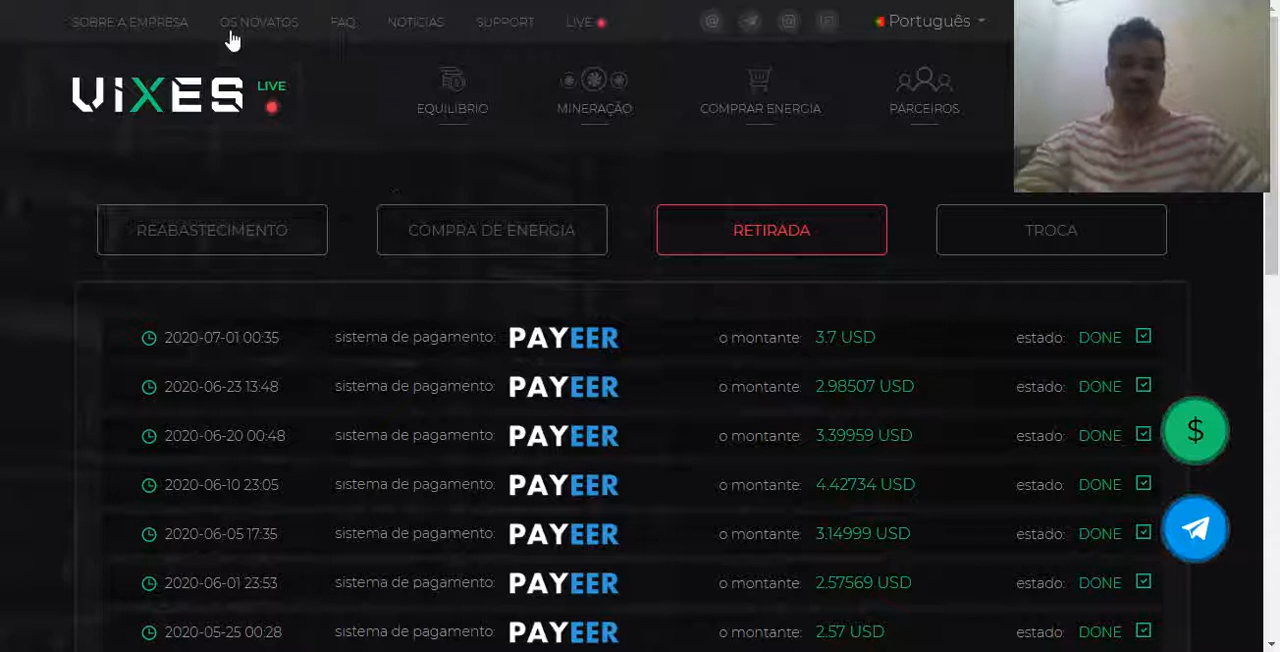 SOBRE A EMPRESA OS NOVATOS FAQ NOTÍCIAS SUPPORT LIVE Português
VIXES LIVE
EQUILÍBRIO MINERAÇÃO COMPRAR ENERGIA PARCEIROS
REABASTECIMENTO COMPRA DE ENERGIA RETIRADA TROCA
2020-07-01 00:35 sistema de pagamento: PAYEER o montante: 3.7 USD estado: DONE
2020-06-23 13:48 sistema de pagamento: PAYEER o montante: 2.98507 USD estado: DONE
2020-06-20 00:48 sistema de pagamento: PAYEER o montante: 3.39959 USD estado: DONE
2020-06-10 23:05 sistema de pagamento: PAYEER o montante: 4.42734 USD estado: DONE
2020-06-05 17:35 sistema de pagamento: PAYEER o montante: 3.14999 USD estado: DONE
2020-06-01 23:53 sistema de pagamento: PAYEER o montante: 2.57569 USD estado: DONE
2020-05-25 00:28 sistema de pagamento: PAYEER o montante: 2.57 USD estado: DONE
$